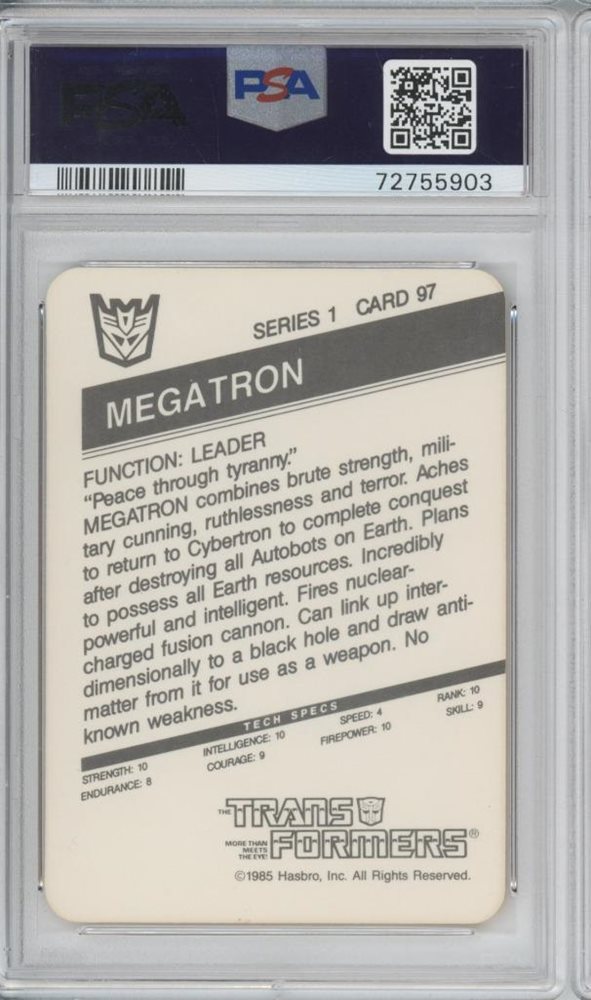 PSA
PSA
72755903
SERIES 1 CARD 97
MEGATRON
FUNCTION: LEADER
“Peace through tyranny.”
MEGATRON combines brute strength, mili-
tary cunning, ruthlessness and terror. Aches
to return to Cybertron to complete conquest
after destroying all Autobots on Earth. Plans
to possess all Earth resources. Incredibly
powerful and intelligent. Fires nuclear-
charged fusion cannon. Can link up inter-
dimensionally to a black hole and draw anti-
matter from it for use as a weapon. No
known weakness.
TECH SPECS
STRENGTH: 10 INTELLIGENCE: 10 SPEED: 4 RANK: 10
ENDURANCE: 8 COURAGE: 9 FIREPOWER: 10 SKILL: 9
THE TRANSFORMERS®
MORE THAN
MEETS
THE EYE!
©1985 Hasbro, Inc. All Rights Reserved.